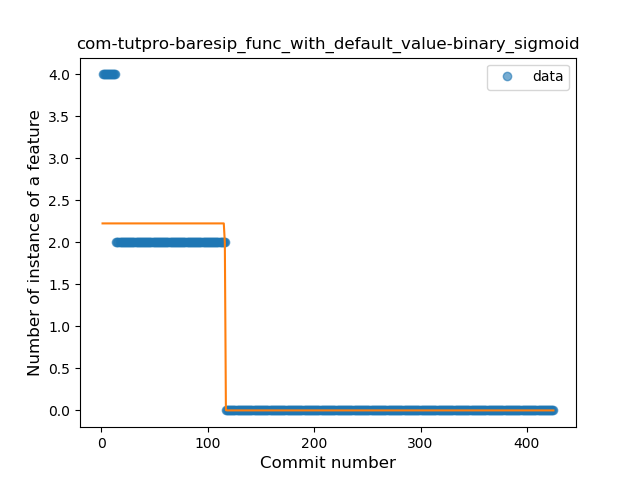 com-tutpro-baresip_func_with_default_value-binary_sigmoid
data
Number of instance of a feature
4.0
3.5
3.0
2.5
2.0
1.5
1.0
0.5
0.0
0 100 200 300 400
Commit number